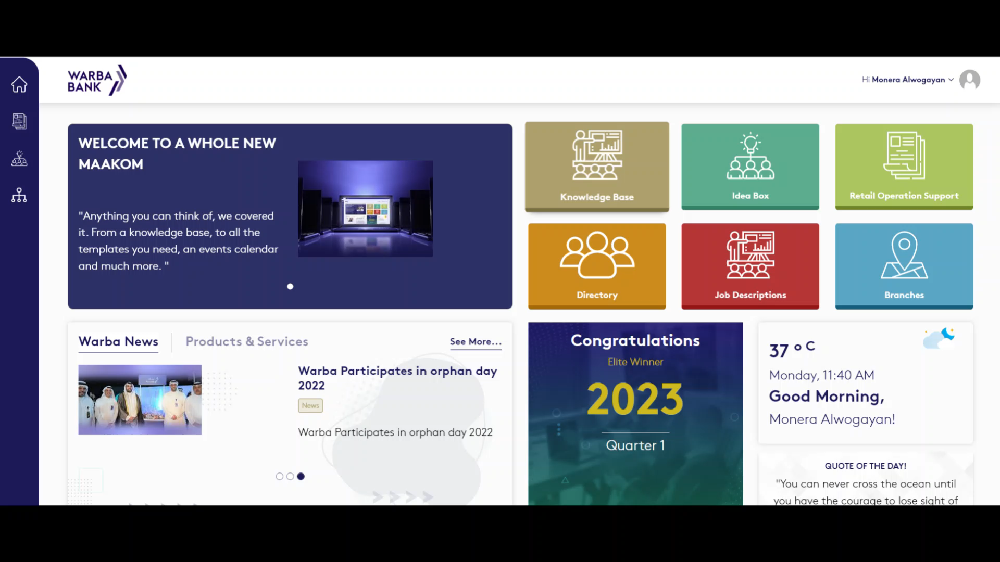 WARBA
BANK
Hi Monera Alwogayan
WELCOME TO A WHOLE NEW
MAAKOM
"Anything you can think of, we covered
it. From a knowledge base, to all the
templates you need, an events calendar
and much more. "
Knowledge Base
Idea Box
Retail Operation Support
Directory
Job Descriptions
Branches
Warba News
Products & Services
See More...
Warba Participates in orphan day
2022
News
Warba Participates in orphan day 2022
Congratulations
Elite Winner
2023
Quarter 1
37 ° C
Monday, 11:40 AM
Good Morning,
Monera Alwogayan!
QUOTE OF THE DAY!
"You can never cross the ocean until
you have the courage to lose sight of